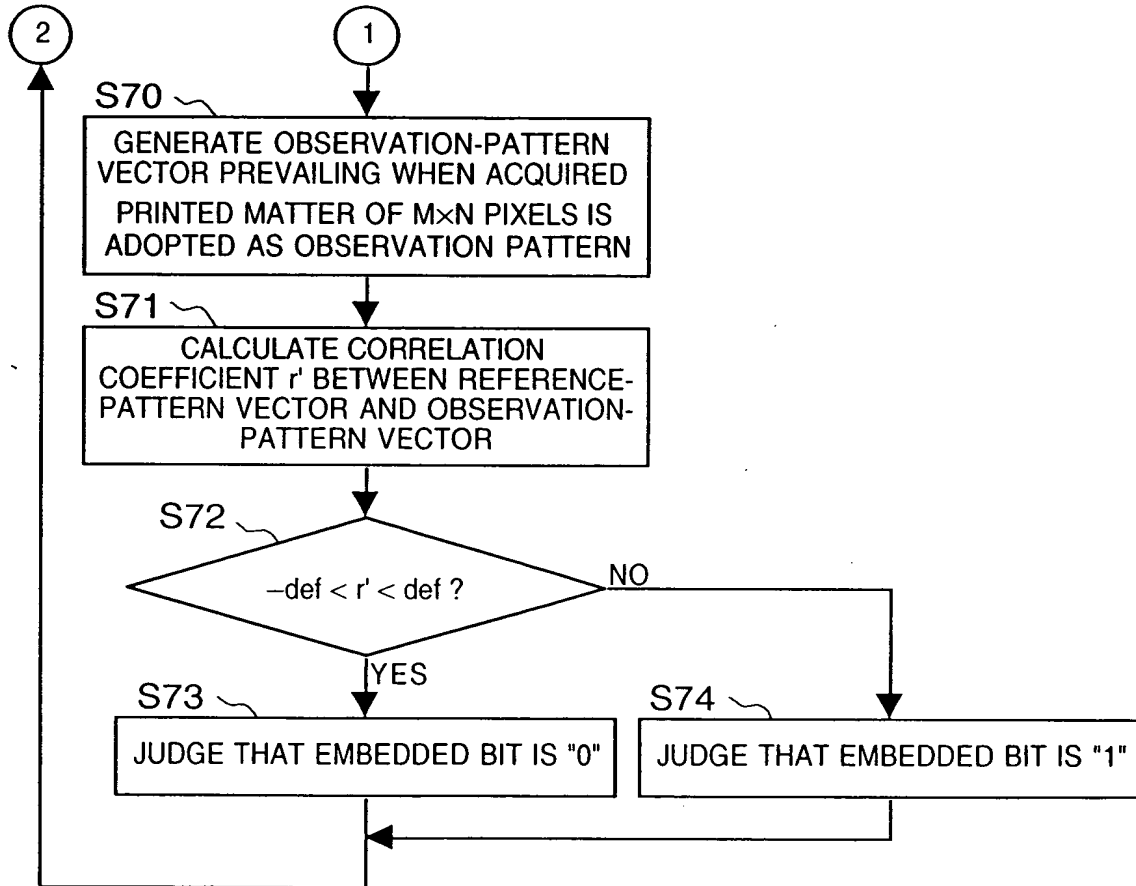 2
1
S70
GENERATE OBSERVATION-PATTERN
VECTOR PREVAILING WHEN ACQUIRED
PRINTED MATTER OF M×N PIXELS IS
ADOPTED AS OBSERVATION PATTERN
S71
CALCULATE CORRELATION
COEFFICIENT r' BETWEEN REFERENCE-
PATTERN VECTOR AND OBSERVATION-
PATTERN VECTOR
S72
–def < r' < def ?
NO
YES
S73
S74
JUDGE THAT EMBEDDED BIT IS "0"
JUDGE THAT EMBEDDED BIT IS "1"